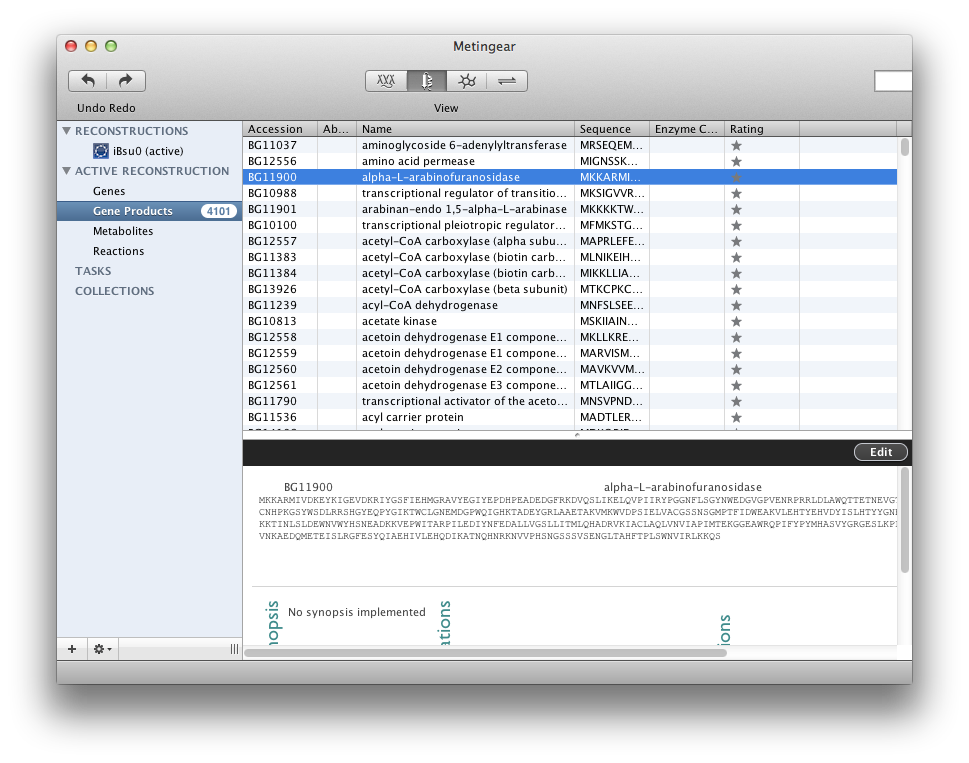 Metingear
Undo Redo
View
RECONSTRUCTIONS
iBsu0 (active)
ACTIVE RECONSTRUCTION
Genes
Gene Products 4101
Metabolites
Reactions
TASKS
COLLECTIONS
Accession Ab... Name Sequence Enzyme C... Rating
BG11037 aminoglycoside 6-adenylyltransferase MRSEQEM...
BG12556 amino acid permease MIGNSSK...
BG11900 alpha-L-arabinofuranosidase MKKARMI...
BG10988 transcriptional regulator of transitio... MKSIGVVR...
BG11901 arabinan-endo 1,5-alpha-L-arabinase MKKKKTW...
BG10100 transcriptional pleiotropic regulator... MFMKSTG...
BG12557 acetyl-CoA carboxylase (alpha subu... MAPRLEFE...
BG11383 acetyl-CoA carboxylase (biotin carb... MLNIKEIH...
BG11384 acetyl-CoA carboxylase (biotin carb... MIKKLLIA...
BG13926 acetyl-CoA carboxylase (beta subunit) MTKCPKC...
BG11239 acyl-CoA dehydrogenase MNFSLSEE...
BG10813 acetate kinase MSKIIAIN...
BG12558 acetoin dehydrogenase E1 compone... MKLLKRE...
BG12559 acetoin dehydrogenase E1 compone... MARVISM...
BG12560 acetoin dehydrogenase E2 compone... MAVKVVM...
BG12561 acetoin dehydrogenase E3 compone... MTLAIIGG...
BG11790 transcriptional activator of the aceto... MNSVPND...
BG11536 acyl carrier protein MADTLER...
Edit
BG11900 alpha-L-arabinofuranosidase
MKKARMIVDKEYKIGEVDKRIYGSFIEHMGRAVYEGIYEPDHPEADEDGFRKDVQSLIKELQVPIIRYPGGNFLSGYNWEDGVGPVENRPRRLDLAWQTTETNEVGT
CNHPKGSYWSDLRRSHGYEQPYGIKTWCLGNEMDGPWQIGHKTADEYGRLAAETAKVMKWVDPSIELVACGSSNSGMPTFIDWEAKVLEHTYEHVDYISLHTYYGNR
KKTINLSLDEWNVWYHSNEADKKVEPWITARPILEDIYNFEDALLVGSLLITMLQHADRVKIACLAQLVNVIAPIMTEKGGEAWRQPIFYPYMHASVYGRGESLKP
VNKAEDQMETEISLRGFESYQIAEHIVLEHQDIKATNQHNRKNVVPHSNGSSSVSENGLTAHFTPLSWNVIRLKKQS
No synopsis implemented
nopsis
ations
ions